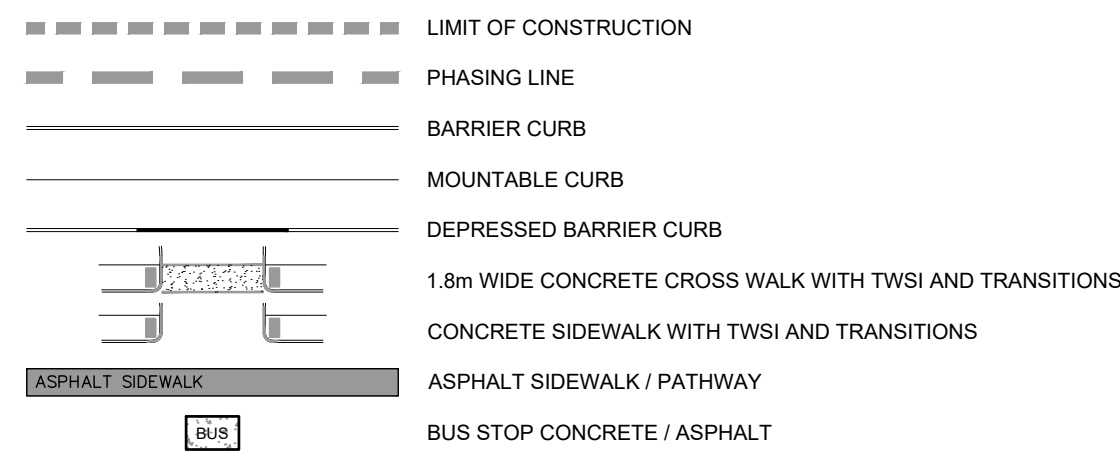 LIMIT OF CONSTRUCTION
PHASING LINE
BARRIER CURB
MOUNTABLE CURB
DEPRESSED BARRIER CURB
1.8m WIDE CONCRETE CROSS WALK WITH TWSI AND TRANSITIONS
CONCRETE SIDEWALK WITH TWSI AND TRANSITIONS
ASPHALT SIDEWALK ASPHALT SIDEWALK / PATHWAY
BUS BUS STOP CONCRETE / ASPHALT